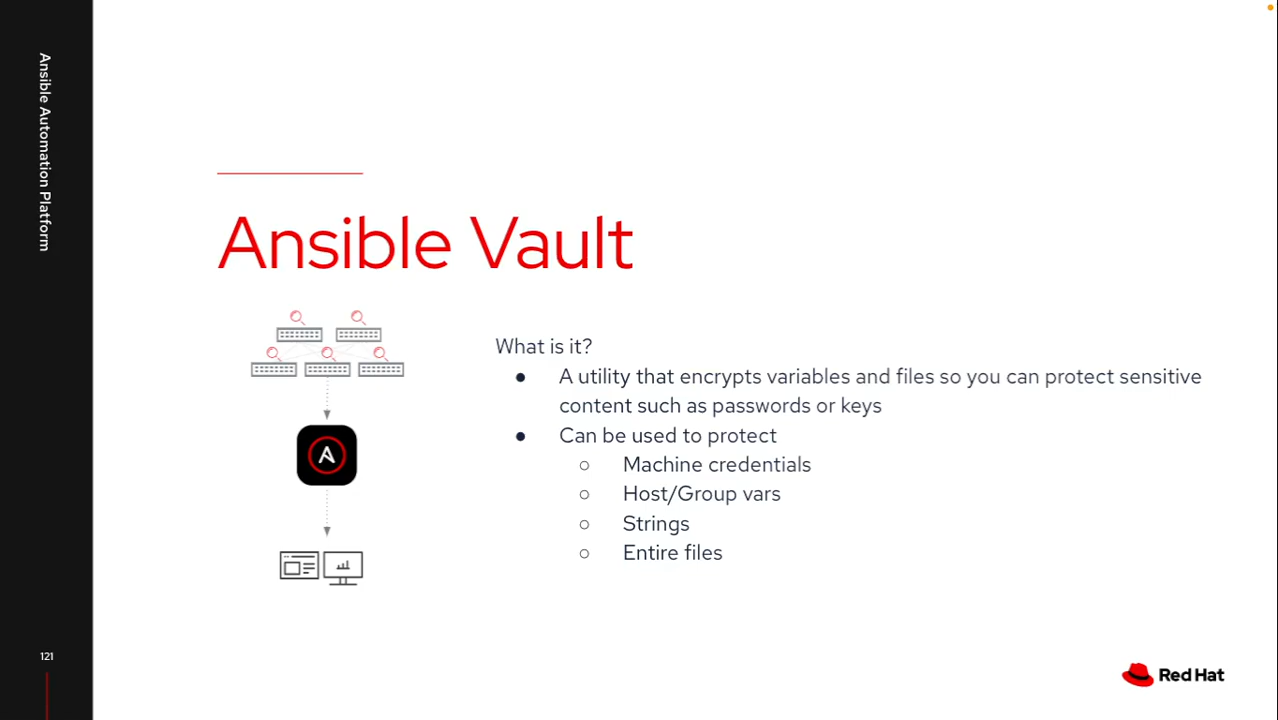 Ansible Automation Platform
Ansible Vault
What is it?
● A utility that encrypts variables and files so you can protect sensitive
content such as passwords or keys
● Can be used to protect
○ Machine credentials
○ Host/Group vars
○ Strings
○ Entire files
121
Red Hat